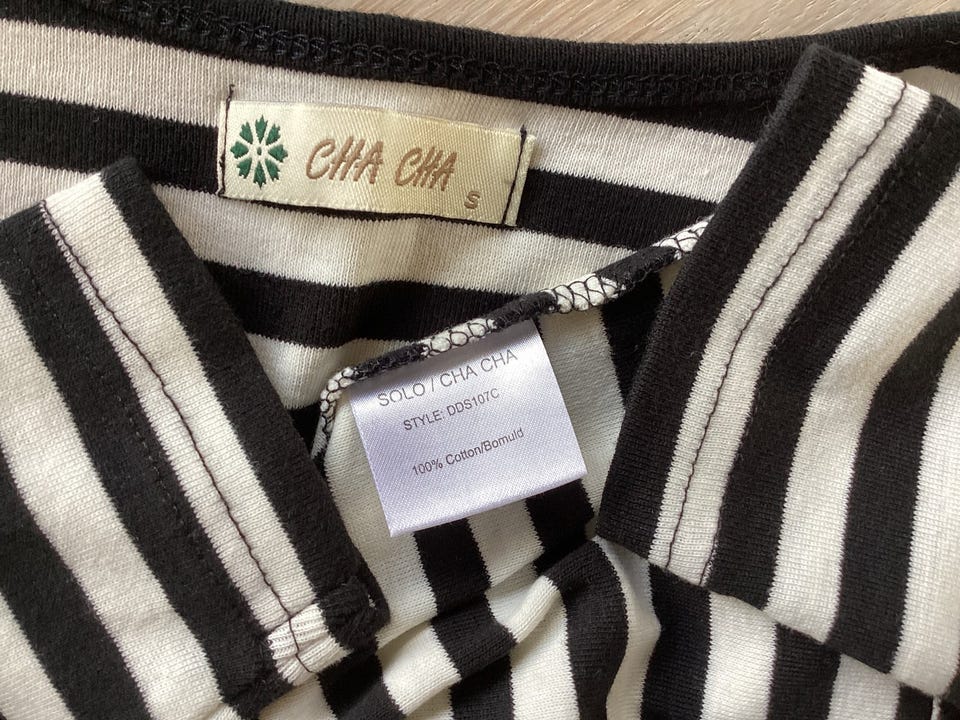 CHA CHA
S
SOLO / CHA CHA
STYLE: DDS107C
100% Cotton/Bomuld